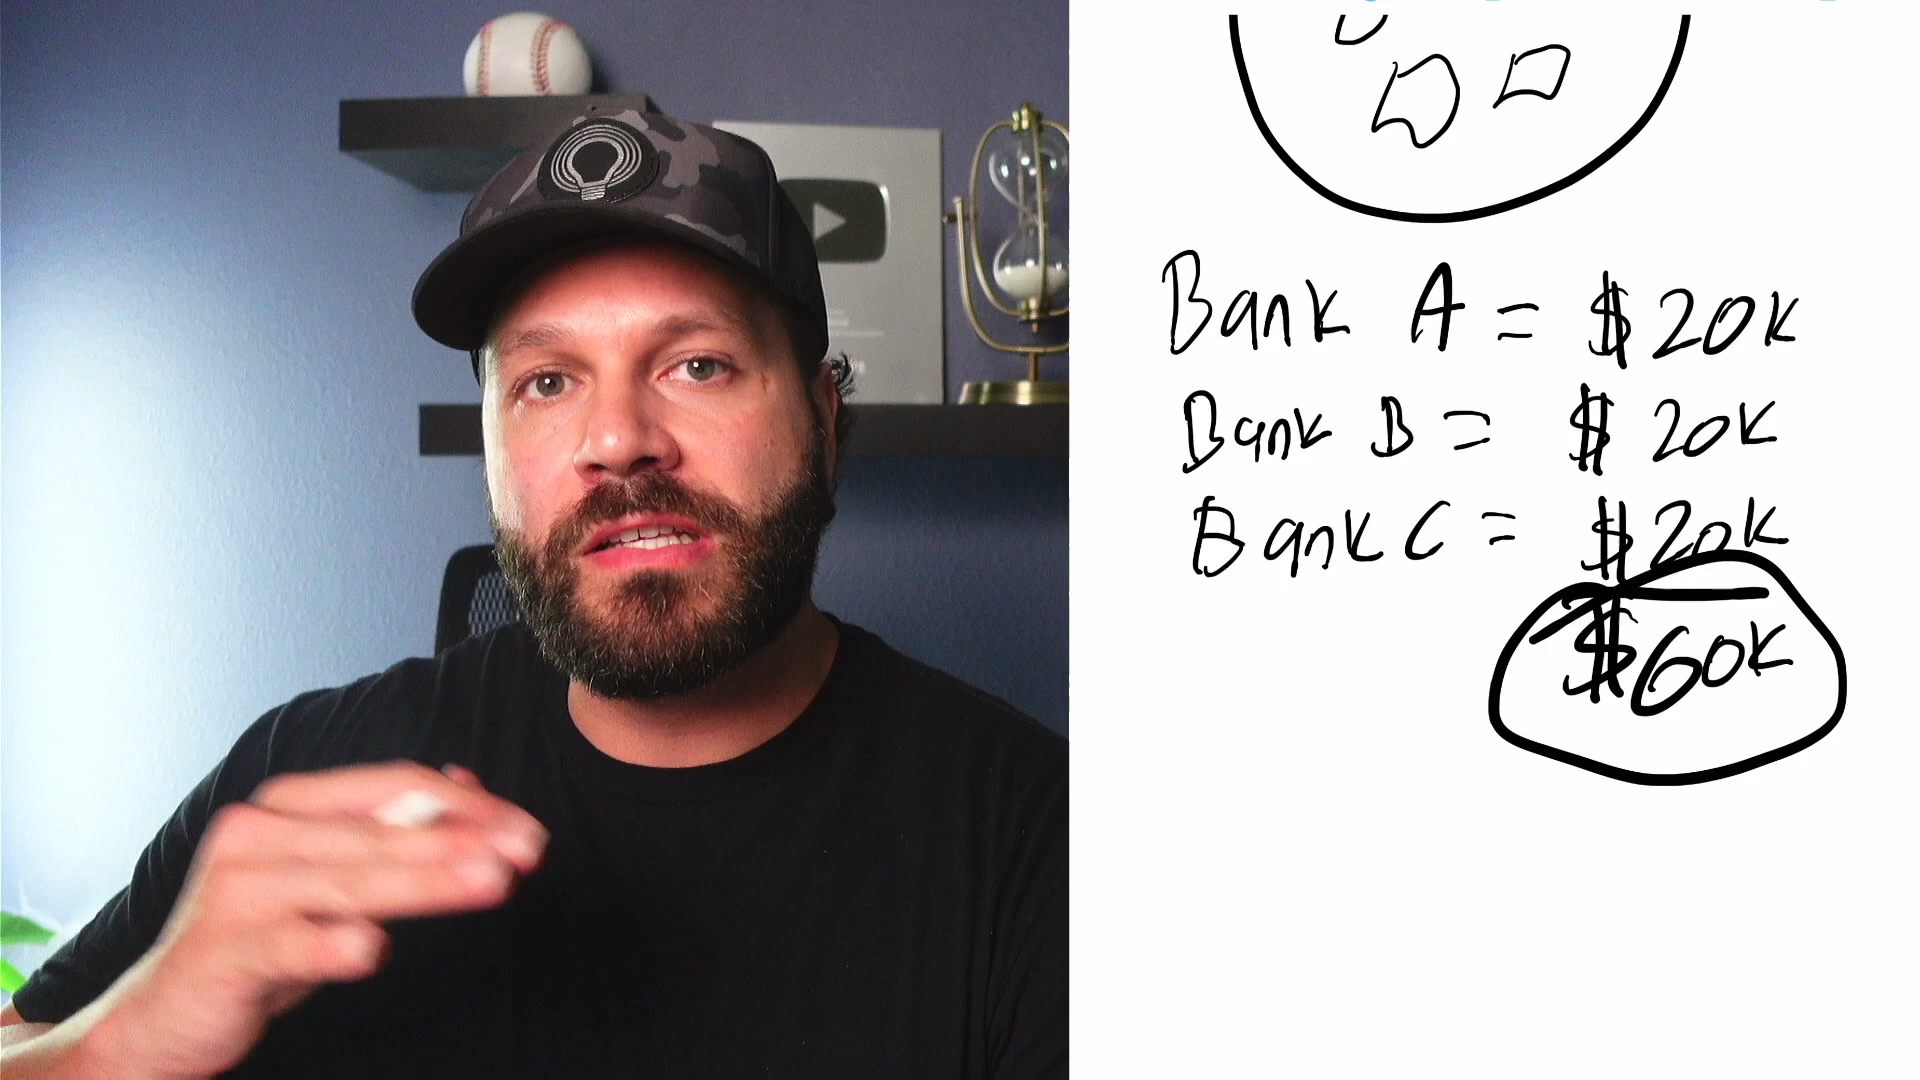 Bank A = $20k
Bank B = $20k
Bank C = $20k
$60k